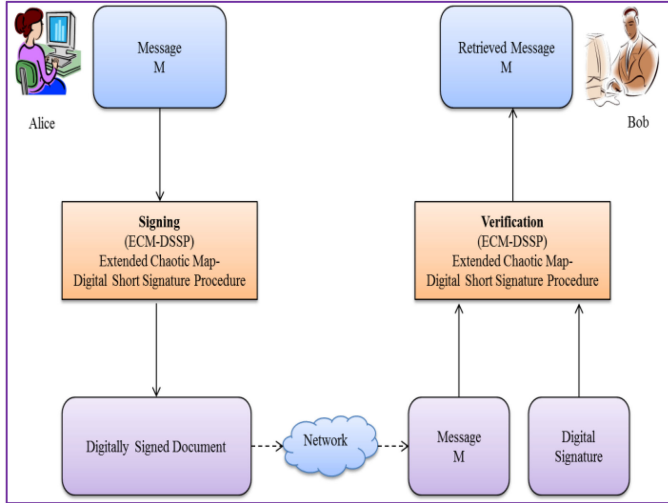 Message
M
Alice
Signing
(ECM-DSSP)
Extended Chaotic Map-
Digital Short Signature Procedure
Digitally Signed Document
Network
Retrieved Message
M
Bob
Verification
(ECM-DSSP)
Extended Chaotic Map-
Digital Short Signature Procedure
Message
M
Digital
Signature